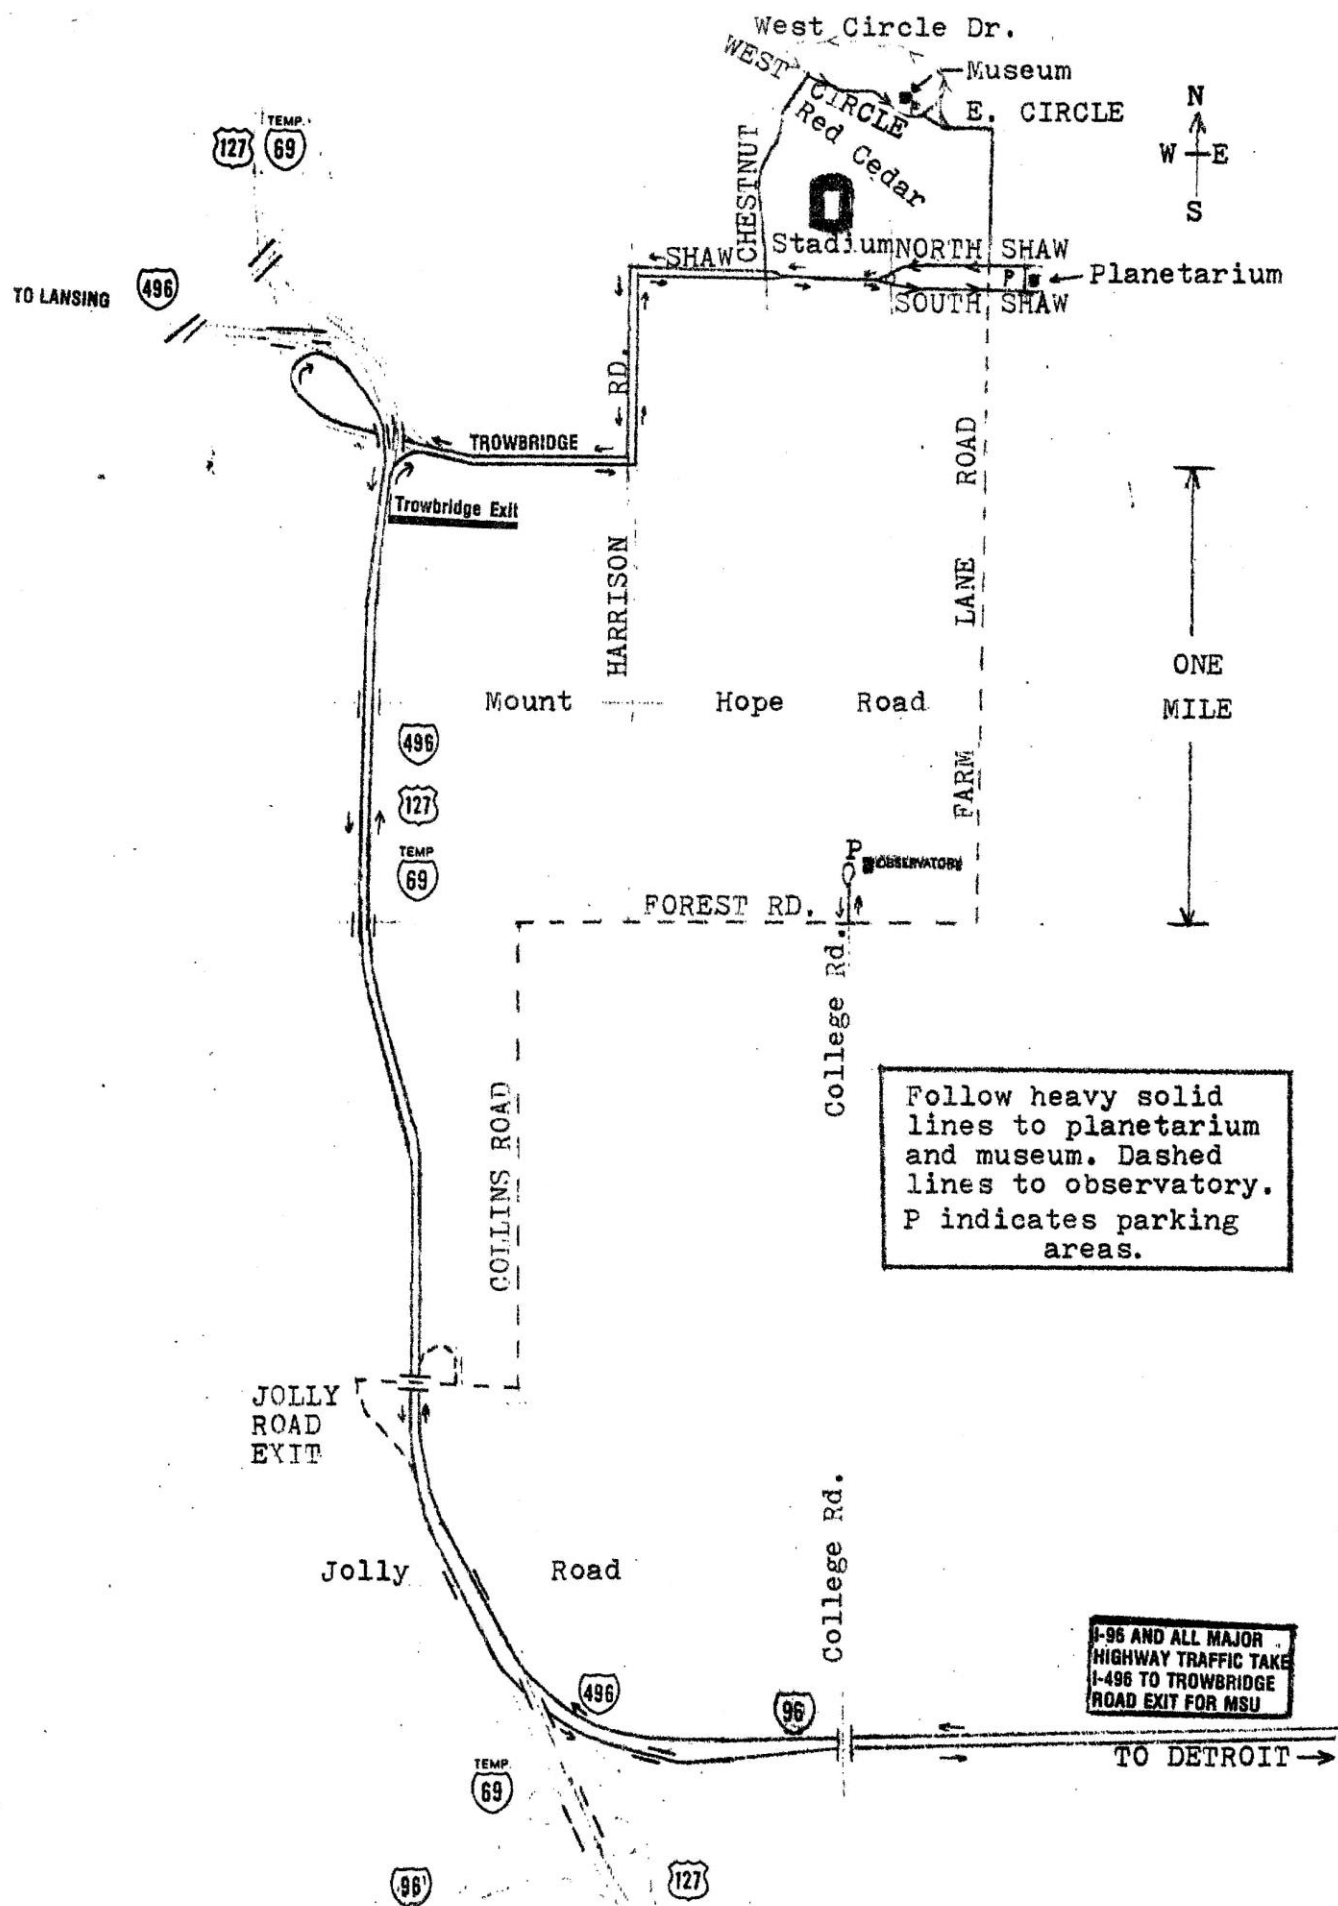 West Circle Dr.
WEST CIRCLE
Museum
E. CIRCLE
Red Cedar
N
W E
S
TEMP.
127 69
CHESTNUT
Stadium
SHAW
NORTH SHAW
P
Planetarium
SOUTH SHAW
TO LANSING
496
HARRISON RD.
TROWBRIDGE
Trowbridge Exit
FARM LANE ROAD
ONE
MILE
Mount Hope Road
496
127
TEMP
69
P
OBSERVATORY
FOREST RD.
College Rd.
COLLINS ROAD
Follow heavy solid
lines to planetarium
and museum. Dashed
lines to observatory.
P indicates parking
areas.
JOLLY
ROAD
EXIT
Jolly Road
College Rd.
I-96 AND ALL MAJOR
HIGHWAY TRAFFIC TAKE
I-496 TO TROWBRIDGE
ROAD EXIT FOR MSU
496
96
TO DETROIT
TEMP.
69
96
127